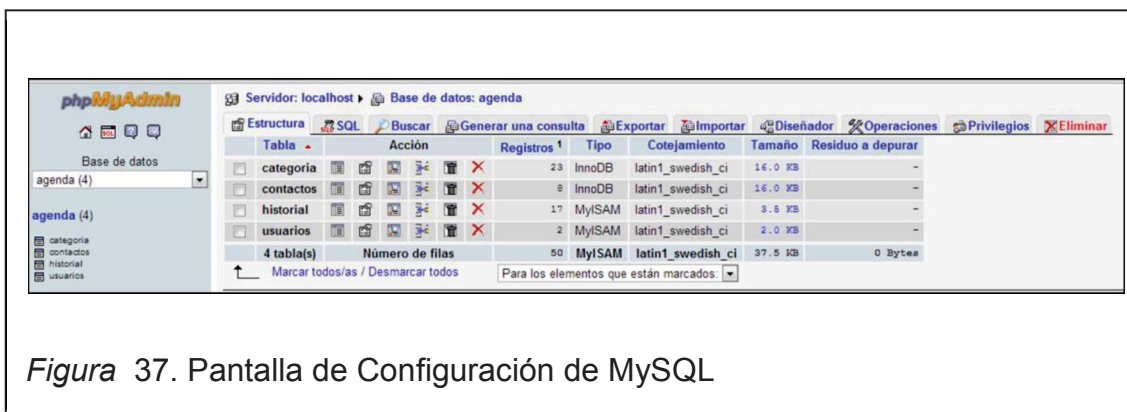 phpMyAdmin
Base de datos
agenda (4)
agenda (4)
categoria
contactos
historial
usuarios
Servidor: localhost ▸ Base de datos: agenda
Estructura SQL Buscar Generar una consulta Exportar Importar Diseñador Operaciones Privilegios Eliminar
Tabla Acción Registros 1 Tipo Cotejamiento Tamaño Residuo a depurar
categoria 23 InnoDB latin1_swedish_ci 16.0 KB -
contactos 8 InnoDB latin1_swedish_ci 16.0 KB -
historial 17 MyISAM latin1_swedish_ci 3.5 KB -
usuarios 2 MyISAM latin1_swedish_ci 2.0 KB -
4 tabla(s) Número de filas 50 MyISAM latin1_swedish_ci 37.5 KB 0 Bytes
Marcar todos/as / Desmarcar todos Para los elementos que están marcados:
Figura 37. Pantalla de Configuración de MySQL